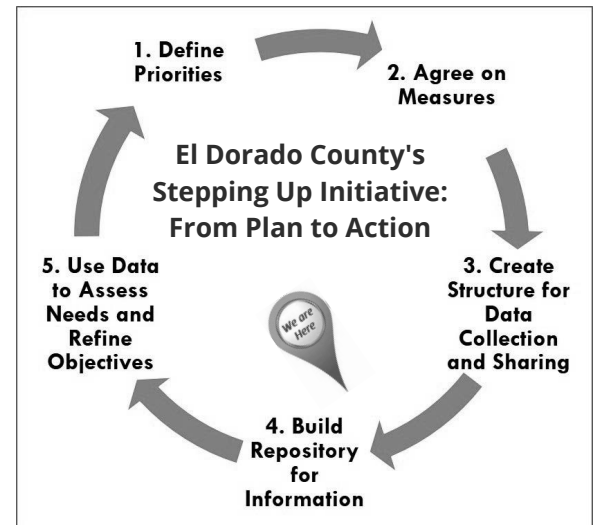 1. Define
Priorities
2. Agree on
Measures
El Dorado County's
Stepping Up Initiative:
From Plan to Action
5. Use Data
to Assess
Needs and
Refine
Objectives
3. Create
Structure for
Data
Collection
and Sharing
We are
Here
4. Build
Repository
for
Information